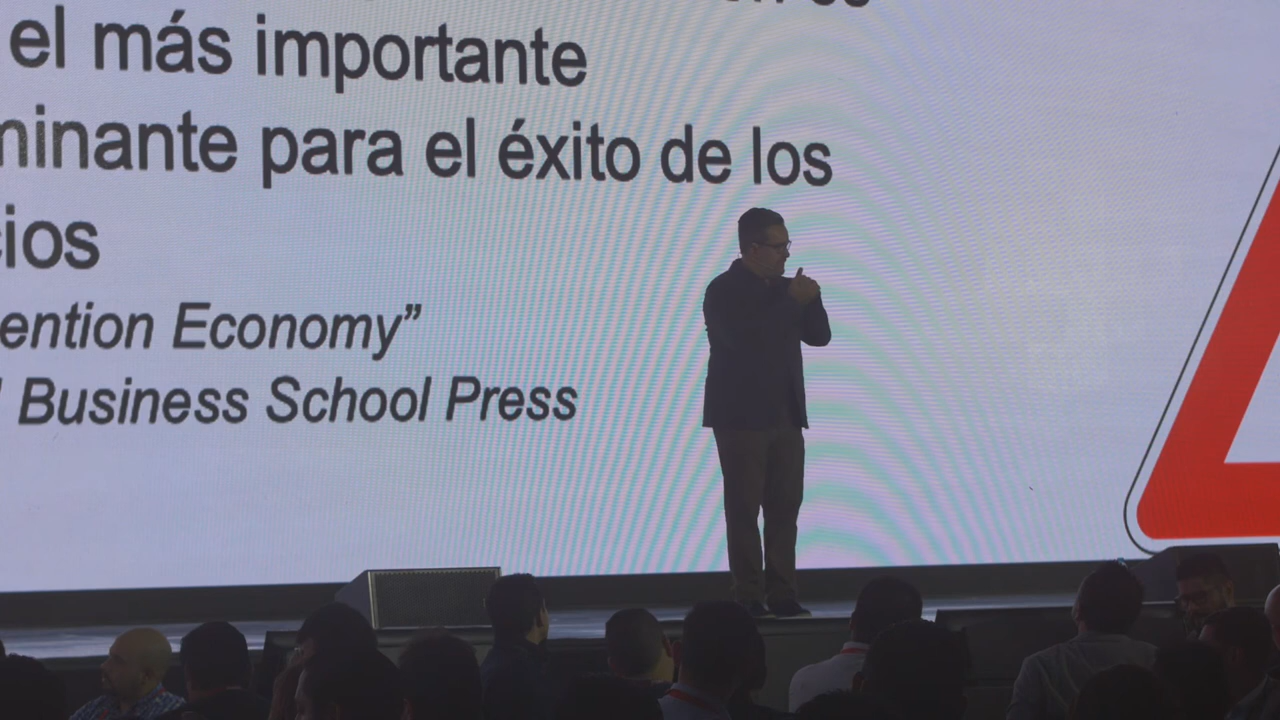 el más importante
minante para el éxito de los
cios
ention Economy”
Business School Press